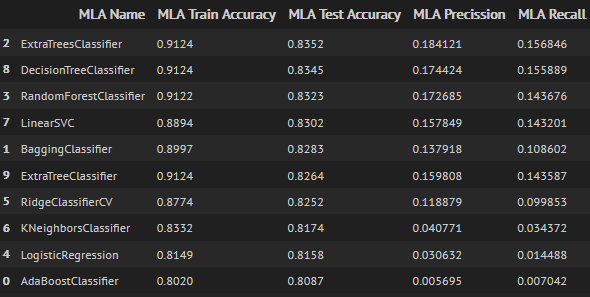 MLA Name MLA Train Accuracy MLA Test Accuracy MLA Precission MLA Recall
2 ExtraTreesClassifier 0.9124 0.8352 0.184121 0.156846
8 DecisionTreeClassifier 0.9124 0.8345 0.174424 0.155889
3 RandomForestClassifier 0.9122 0.8323 0.172685 0.143676
7 LinearSVC 0.8894 0.8302 0.157849 0.143201
1 BaggingClassifier 0.8997 0.8283 0.137918 0.108602
9 ExtraTreeClassifier 0.9124 0.8264 0.159808 0.143587
5 RidgeClassifierCV 0.8774 0.8252 0.118879 0.099853
6 KNeighborsClassifier 0.8332 0.8174 0.040771 0.034372
4 LogisticRegression 0.8149 0.8158 0.030632 0.014488
0 AdaBoostClassifier 0.8020 0.8087 0.005695 0.007042